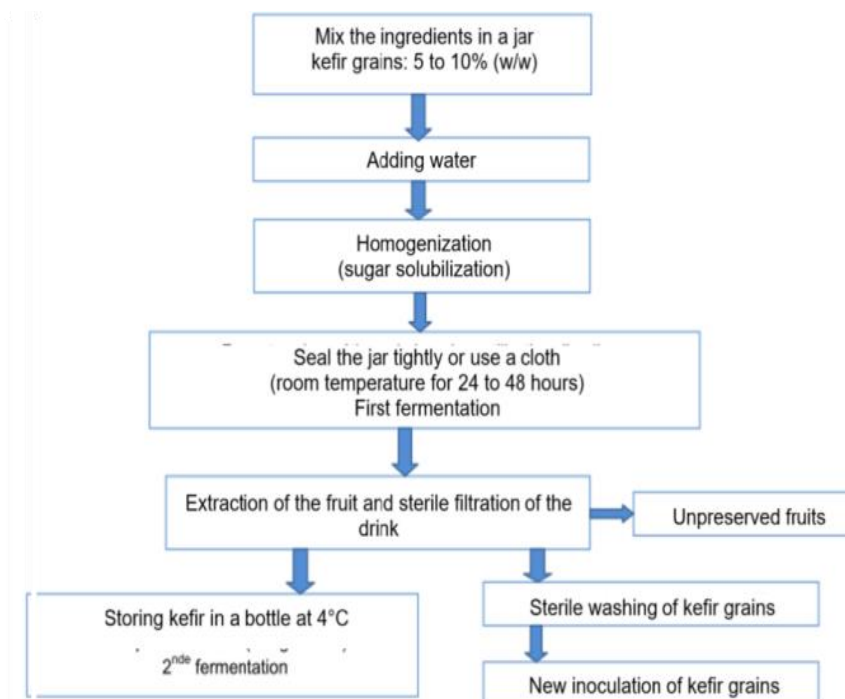 Mix the ingredients in a jar
kefir grains: 5 to 10% (w/w)
Adding water
Homogenization
(sugar solubilization)
Seal the jar tightly or use a cloth
(room temperature for 24 to 48 hours)
First fermentation
Extraction of the fruit and sterile filtration of the
drink
Unpreserved fruits
Storing kefir in a bottle at 4°C
2nde fermentation
Sterile washing of kefir grains
New inoculation of kefir grains